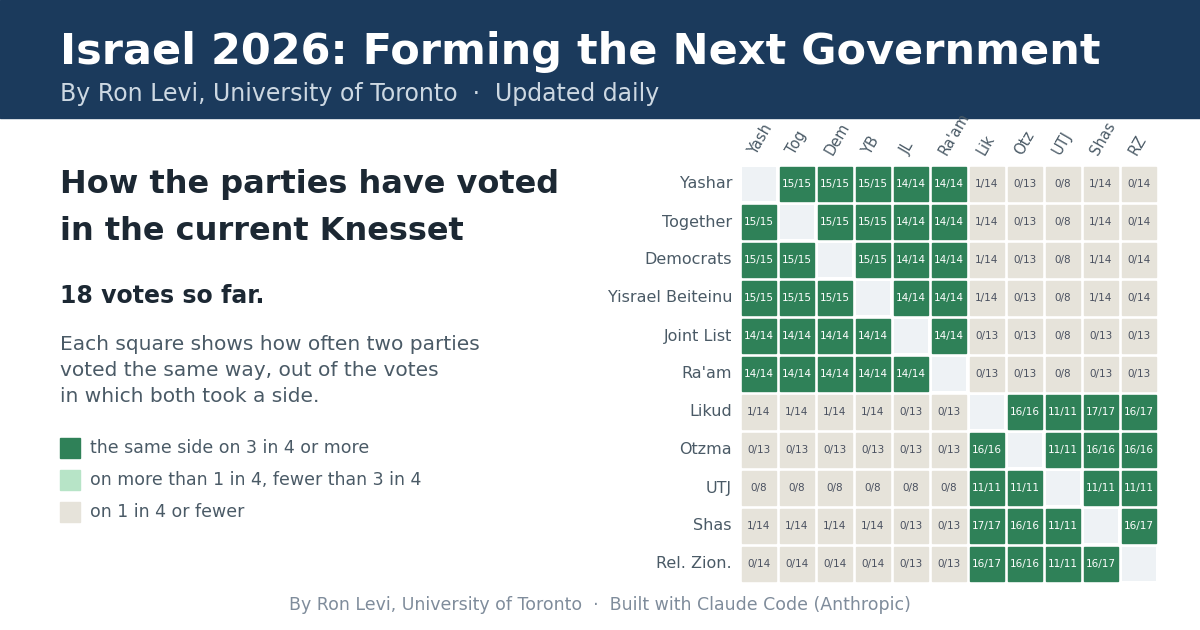 Israel 2026: Forming the Next Government
By Ron Levi, University of Toronto · Updated daily
How the parties have voted
in the current Knesset
18 votes so far.
Each square shows how often two parties
voted the same way, out of the votes
in which both took a side.
the same side on 3 in 4 or more
on more than 1 in 4, fewer than 3 in 4
on 1 in 4 or fewer
Yash Tog Dem YB JL Ra'am Lik Otz UTJ Shas RZ
Yashar 15/15 15/15 15/15 14/14 14/14 1/14 0/13 0/8 1/14 0/14
Together 15/15 15/15 15/15 14/14 14/14 1/14 0/13 0/8 1/14 0/14
Democrats 15/15 15/15 15/15 14/14 14/14 1/14 0/13 0/8 1/14 0/14
Yisrael Beiteinu 15/15 15/15 15/15 14/14 14/14 1/14 0/13 0/8 1/14 0/14
Joint List 14/14 14/14 14/14 14/14 14/14 0/13 0/13 0/8 0/13 0/13
Ra'am 14/14 14/14 14/14 14/14 14/14 0/13 0/13 0/8 0/13 0/13
Likud 1/14 1/14 1/14 1/14 0/13 0/13 16/16 11/11 17/17 16/17
Otzma 0/13 0/13 0/13 0/13 0/13 0/13 16/16 11/11 16/16 16/16
UTJ 0/8 0/8 0/8 0/8 0/8 0/8 11/11 11/11 11/11 11/11
Shas 1/14 1/14 1/14 1/14 0/13 0/13 17/17 16/16 11/11 16/17
Rel. Zion. 0/14 0/14 0/14 0/14 0/13 0/13 16/17 16/16 11/11 16/17
By Ron Levi, University of Toronto · Built with Claude Code (Anthropic)